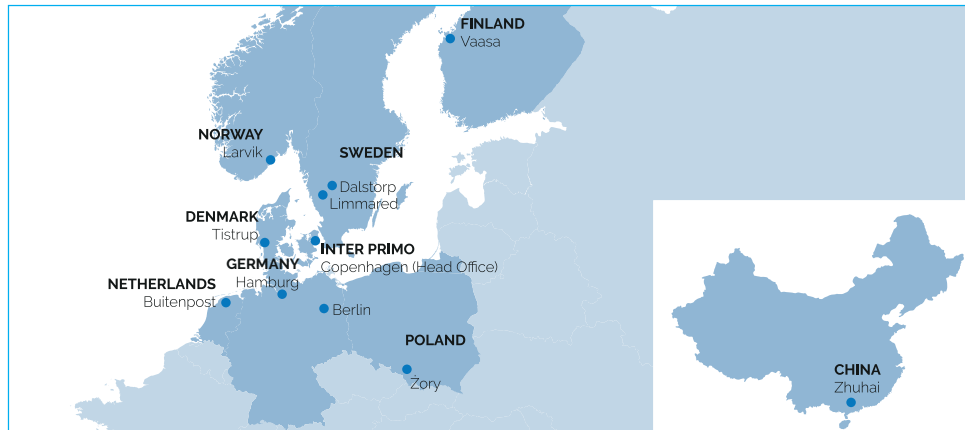 FINLAND
Vaasa
NORWAY
Larvik
SWEDEN
Dalstorp
Limmared
DENMARK
Tistrup
INTER PRIMO
Copenhagen (Head Office)
GERMANY
Hamburg
NETHERLANDS
Buitenpost
Berlin
POLAND
Żory
CHINA
Zhuhai